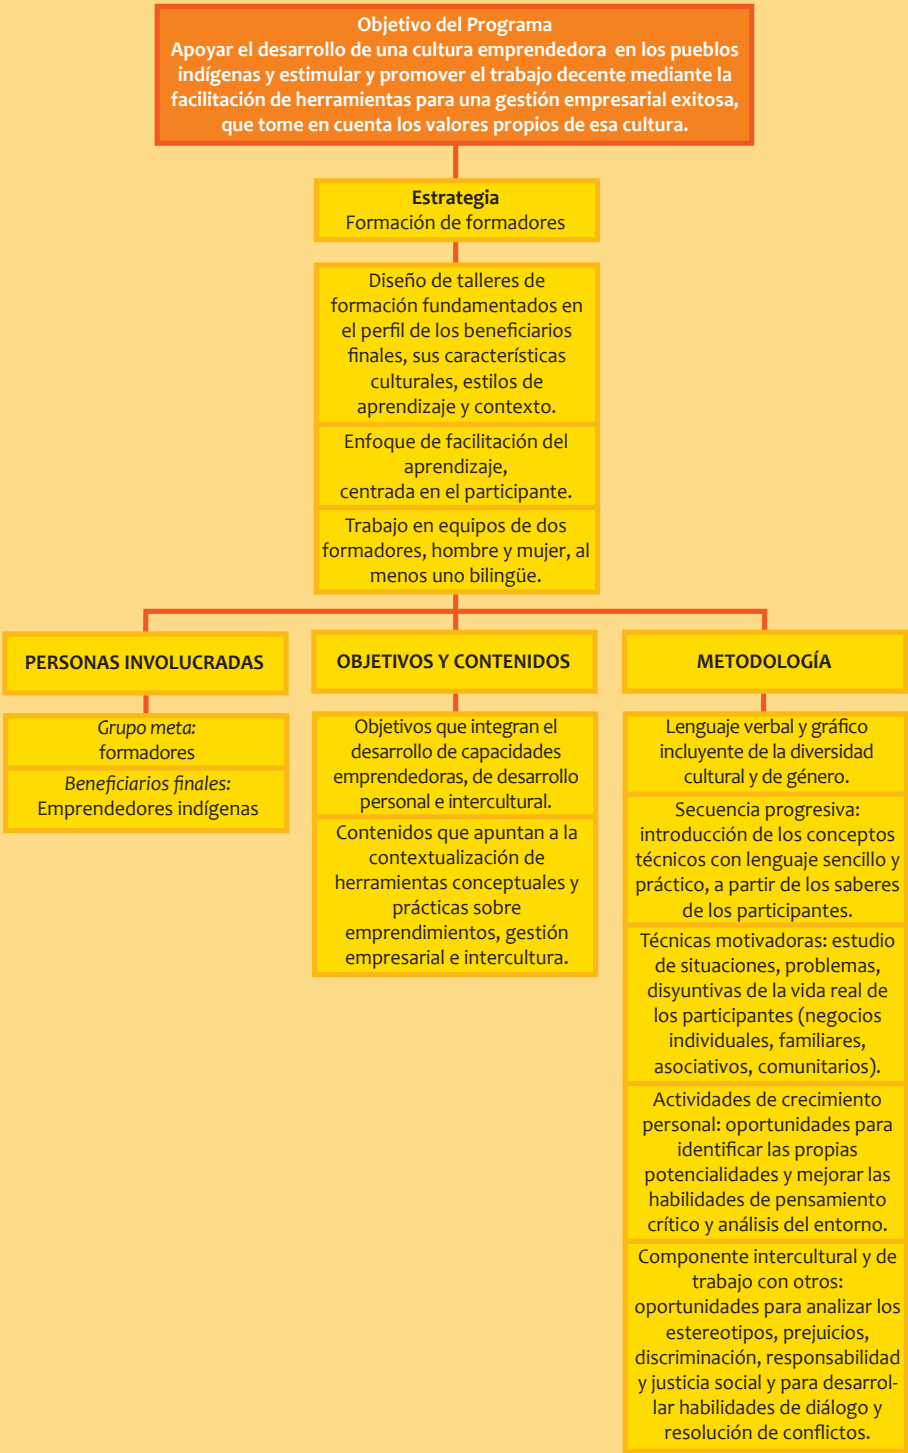 Objetivo del Programa
Apoyar el desarrollo de una cultura emprendedora en los pueblos
indígenas y estimular y promover el trabajo decente mediante la
facilitación de herramientas para una gestión empresarial exitosa,
que tome en cuenta los valores propios de esa cultura.
Estrategia
Formación de formadores
Diseño de talleres de
formación fundamentados en
el perfil de los beneficiarios
finales, sus características
culturales, estilos de
aprendizaje y contexto.
Enfoque de facilitación del
aprendizaje,
centrada en el participante.
Trabajo en equipos de dos
formadores, hombre y mujer, al
menos uno bilingüe.
PERSONAS INVOLUCRADAS
Grupo meta:
formadores
Beneficiarios finales:
Emprendedores indígenas
OBJETIVOS Y CONTENIDOS
Objetivos que integran el
desarrollo de capacidades
emprendedoras, de desarrollo
personal e intercultural.
Contenidos que apuntan a la
contextualización de
herramientas conceptuales y
prácticas sobre
emprendimientos, gestión
empresarial e intercultura.
METODOLOGÍA
Lenguaje verbal y gráfico
incluyente de la diversidad
cultural y de género.
Secuencia progresiva:
introducción de los conceptos
técnicos con lenguaje sencillo y
práctico, a partir de los saberes
de los participantes.
Técnicas motivadoras: estudio
de situaciones, problemas,
disyuntivas de la vida real de
los participantes (negocios
individuales, familiares,
asociativos, comunitarios).
Actividades de crecimiento
personal: oportunidades para
identificar las propias
potencialidades y mejorar las
habilidades de pensamiento
crítico y análisis del entorno.
Componente intercultural y de
trabajo con otros:
oportunidades para analizar los
estereotipos, prejuicios,
discriminación, responsabilidad
y justicia social y para desarrol-
lar habilidades de diálogo y
resolución de conflictos.